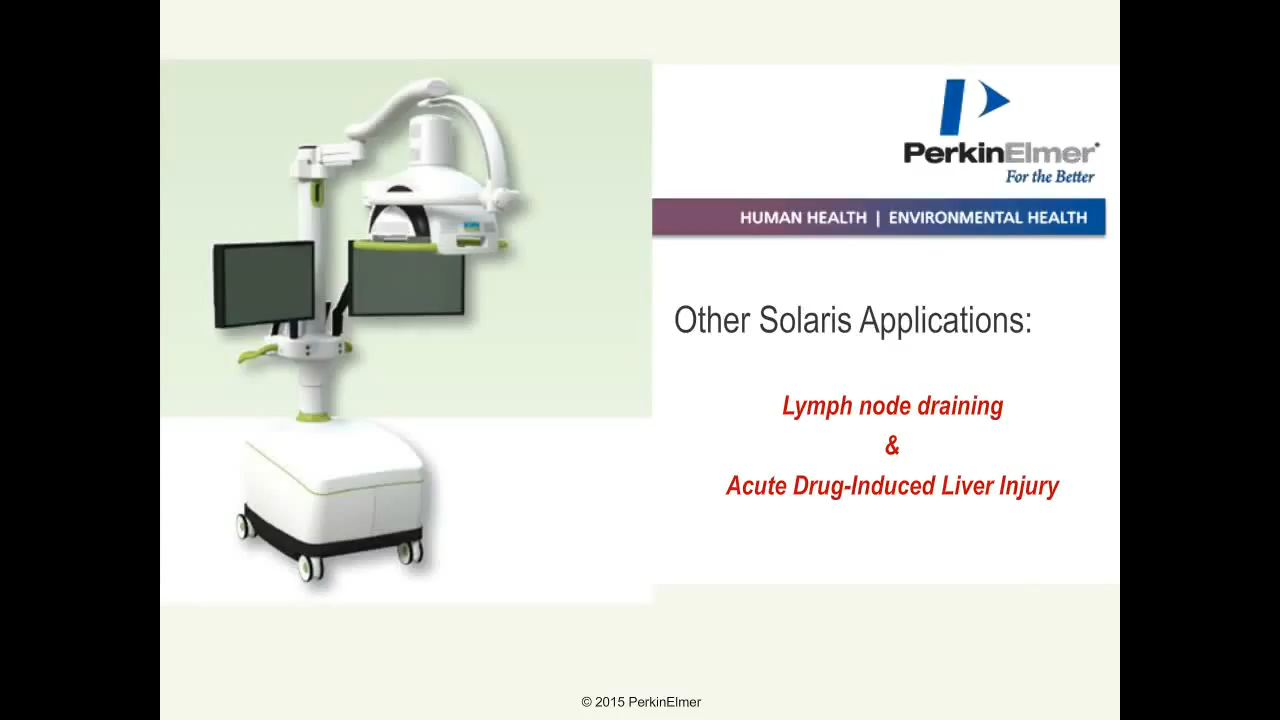 PerkinElmer®
For the Better
HUMAN HEALTH | ENVIRONMENTAL HEALTH
Other Solaris Applications:
Lymph node draining
&
Acute Drug-Induced Liver Injury
© 2015 PerkinElmer